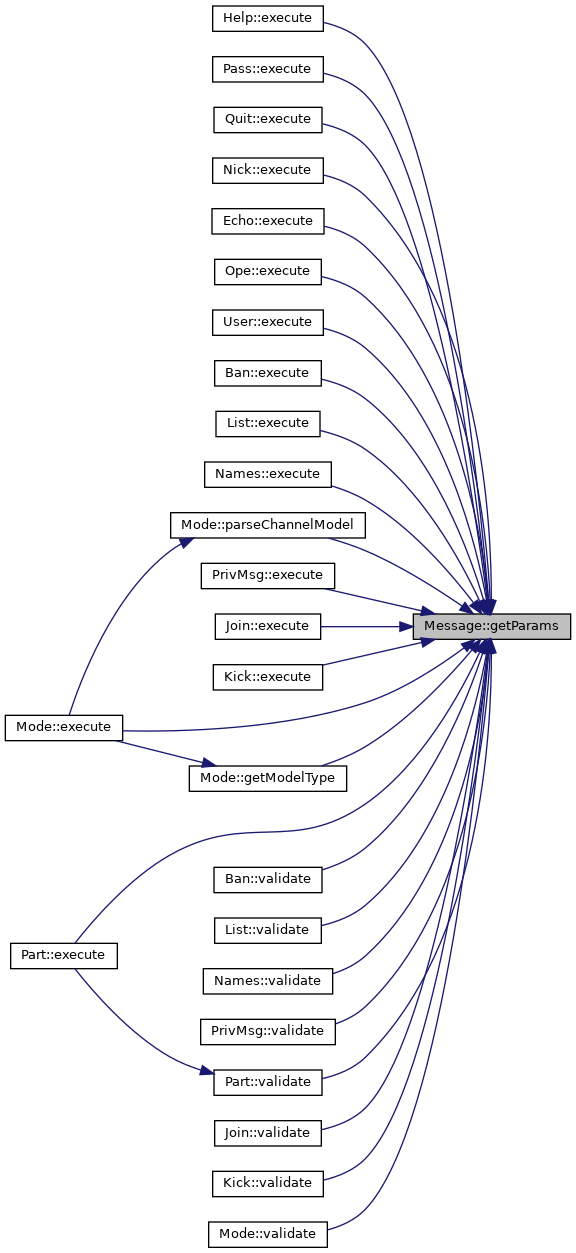 Help::execute
Pass::execute
Quit::execute
Nick::execute
Echo::execute
Ope::execute
User::execute
Ban::execute
List::execute
Names::execute
Mode::parseChannelModel
PrivMsg::execute
Join::execute
Message::getParams
Kick::execute
Mode::execute
Mode::getModelType
Ban::validate
List::validate
Part::execute
Names::validate
PrivMsg::validate
Part::validate
Join::validate
Kick::validate
Mode::validate